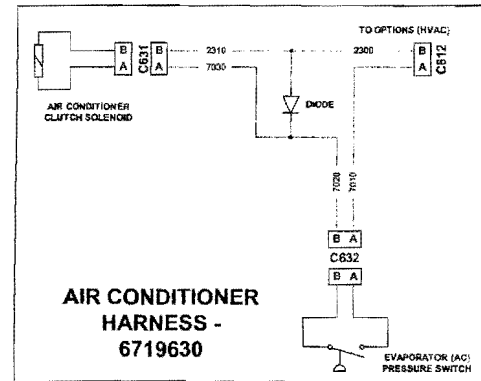 TO OPTIONS (HVAC)
B A C631 B A
2310
7030
2300
B A C612
DIODE
AIR CONDITIONER
CLUTCH SOLENOID
7020
7010
B A
C632
B A
AIR CONDITIONER
HARNESS -
6719630
EVAPORATOR (AC)
PRESSURE SWITCH